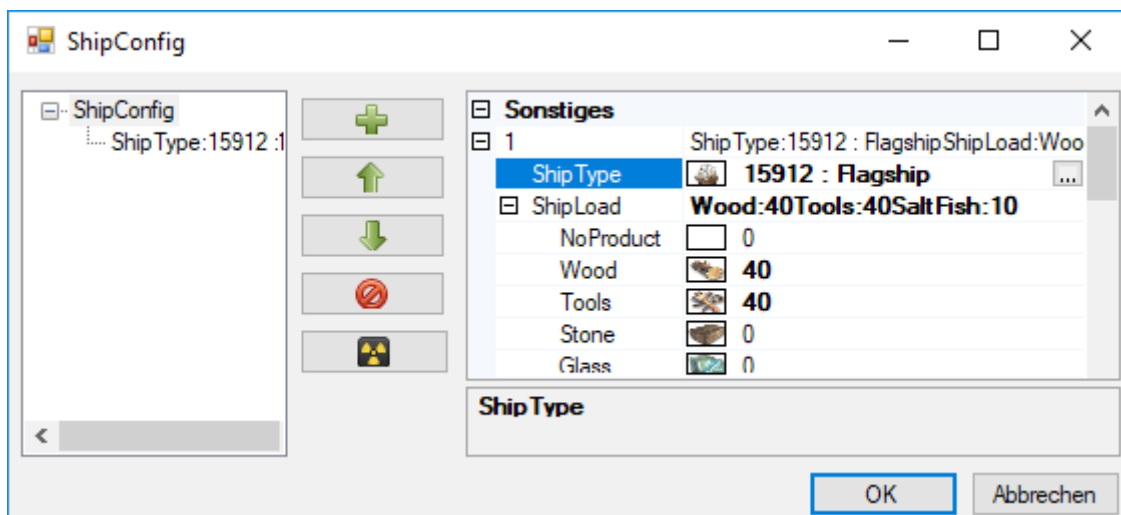 ShipConfig
ShipConfig
ShipType:15912 :1
Sonstiges
1 ShipType:15912 : FlagshipShipLoad:Woo
ShipType 15912 : Flagship ...
ShipLoad Wood:40Tools:40SaltFish:10
NoProduct 0
Wood 40
Tools 40
Stone 0
Glass 0
ShipType
OK Abbrechen